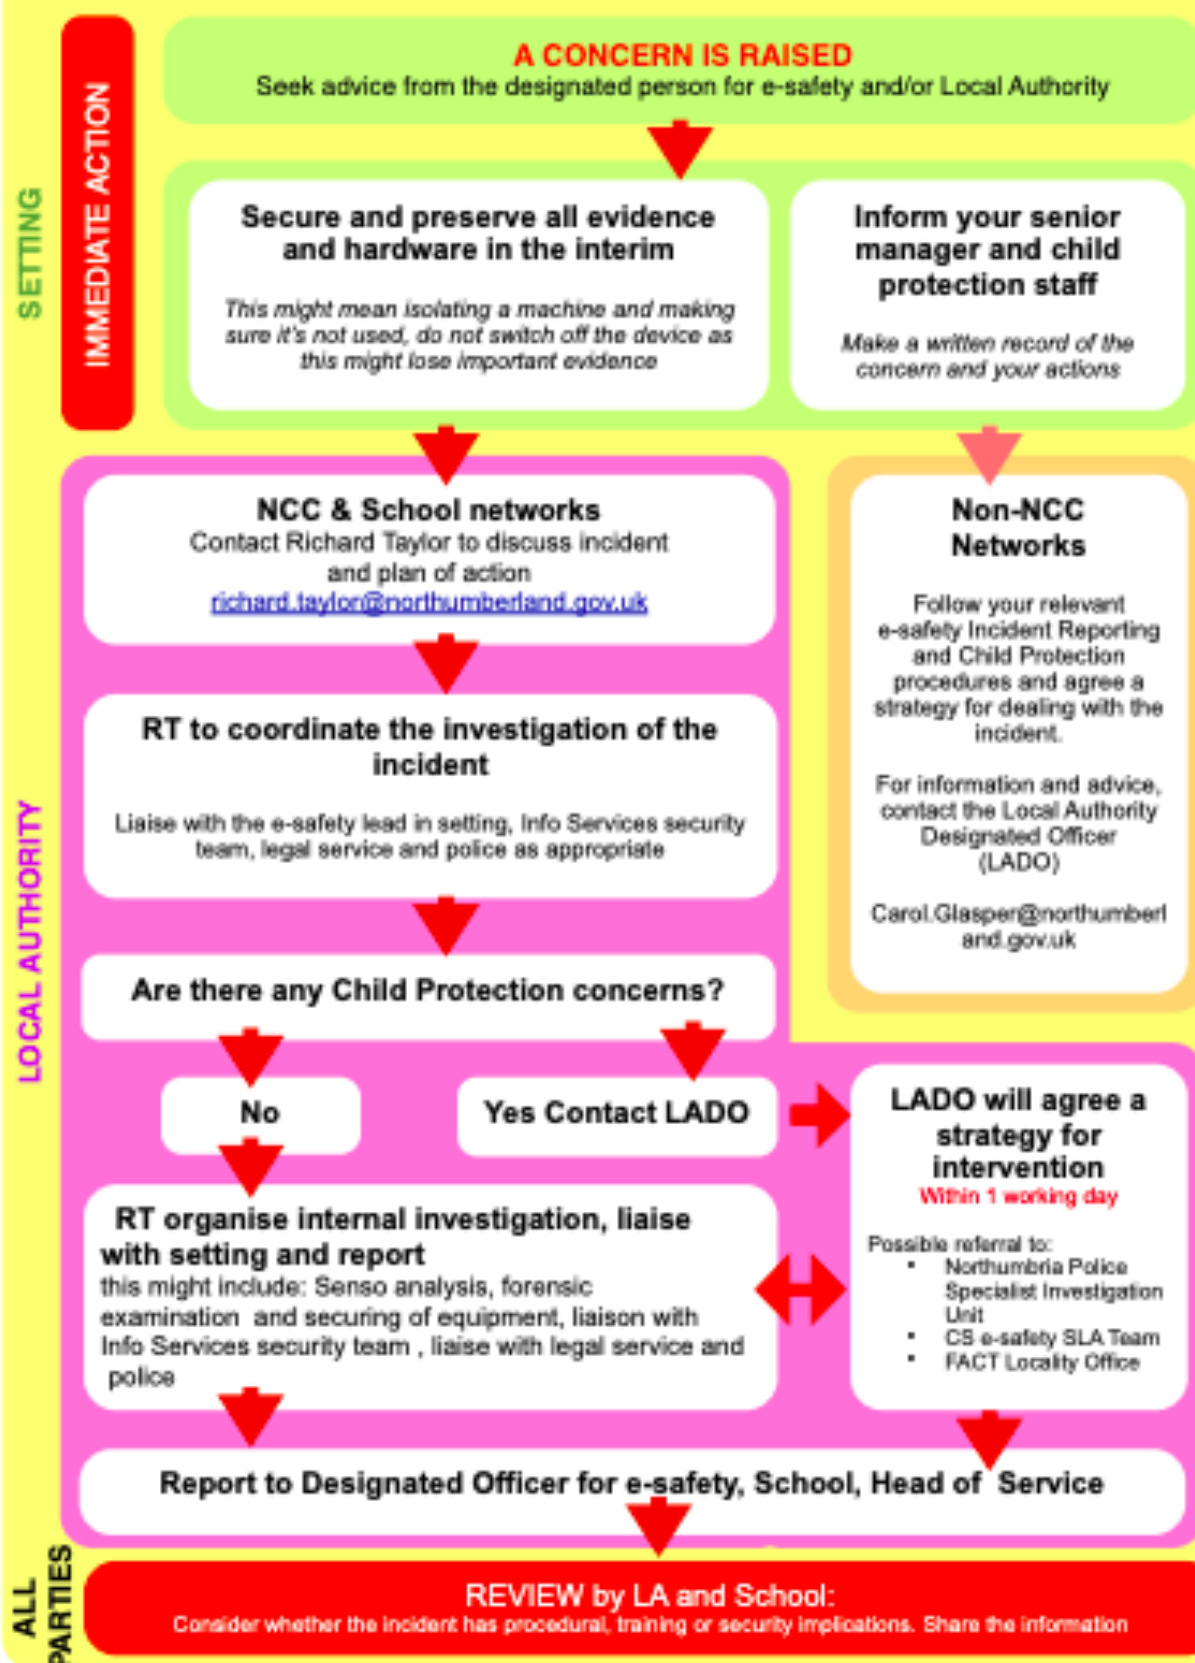 SETTING
IMMEDIATE ACTION
A CONCERN IS RAISED
Seek advice from the designated person for e-safety and/or Local Authority
Secure and preserve all evidence
and hardware in the interim
This might mean isolating a machine and making
sure it's not used, do not switch off the device as
this might lose important evidence
Inform your senior
manager and child
protection staff
Make a written record of the
concern and your actions
LOCAL AUTHORITY
NCC & School networks
Contact Richard Taylor to discuss incident
and plan of action
richard.taylor@northumberland.gov.uk
Non-NCC
Networks
Follow your relevant
e-safety Incident Reporting
and Child Protection
procedures and agree a
strategy for dealing with the
incident.
For information and advice,
contact the Local Authority
Designated Officer
(LADO)
Carol.Glasper@northumberl
and.gov.uk
RT to coordinate the investigation of the
incident
Liaise with the e-safety lead in setting, Info Services security
team, legal service and police as appropriate
Are there any Child Protection concerns?
No
Yes Contact LADO
LADO will agree a
strategy for
intervention
Within 1 working day
Possible referral to:
▪ Northumbria Police
Specialist Investigation
Unit
▪ CS e-safety SLA Team
▪ FACT Locality Office
RT organise internal investigation, liaise
with setting and report
this might include: Senso analysis, forensic
examination and securing of equipment, liaison with
Info Services security team , liaise with legal service and
police
Report to Designated Officer for e-safety, School, Head of Service
ALL
PARTIES
REVIEW by LA and School:
Consider whether the incident has procedural, training or security implications. Share the information